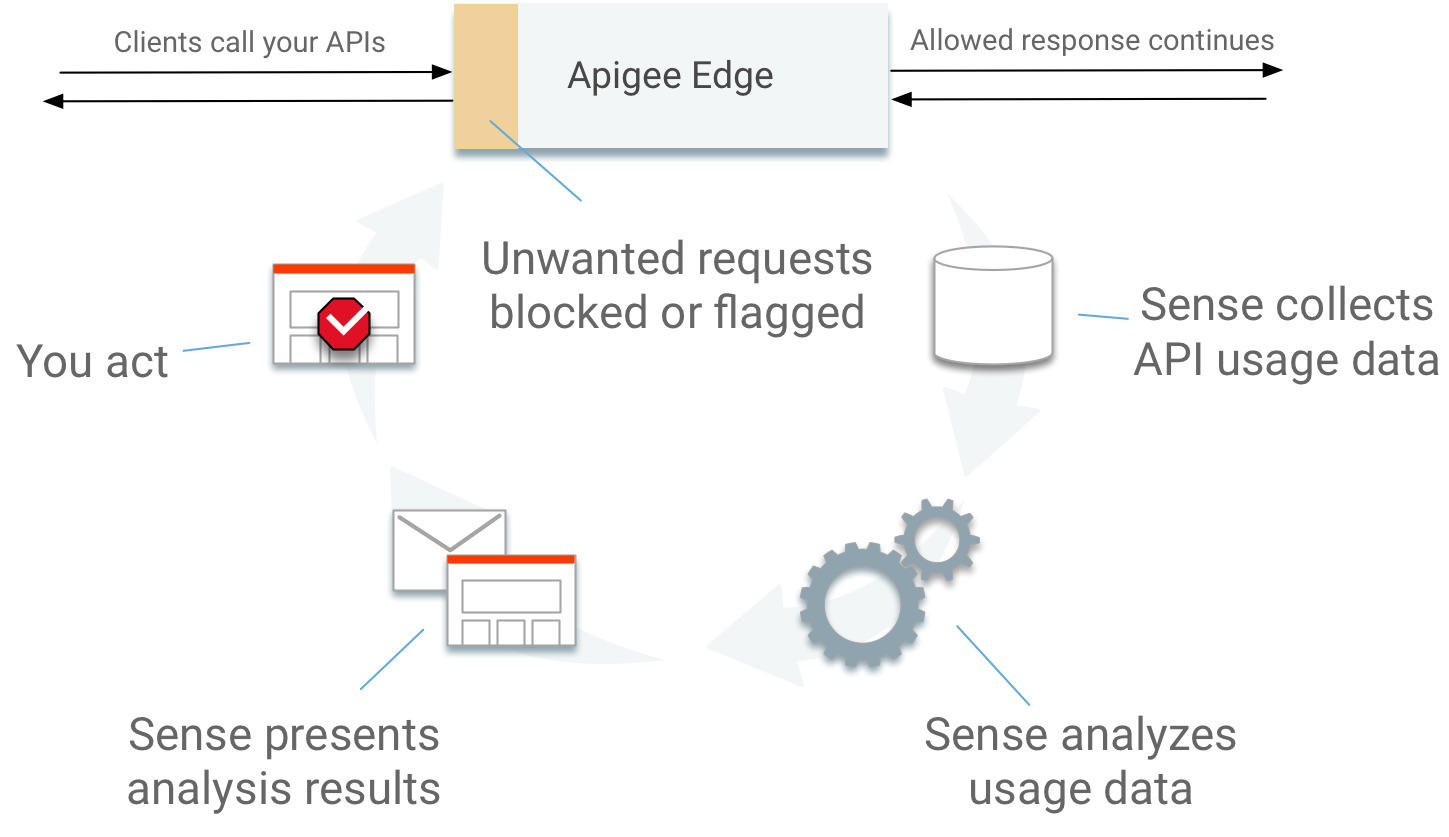 Clients call your APIs
Apigee Edge
Allowed response continues
Unwanted requests
blocked or flagged
Sense collects
API usage data
You act
Sense presents
analysis results
Sense analyzes
usage data